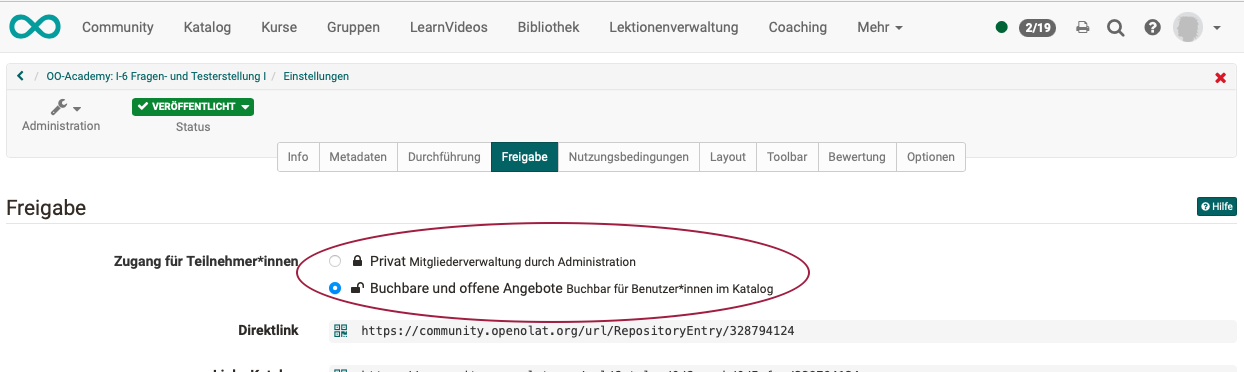 Community Katalog Kurse Gruppen LearnVideos Bibliothek Lektionenverwaltung Coaching Mehr 2/19
/ OO-Academy: I-6 Fragen- und Testerstellung I / Einstellungen
VERÖFFENTLICHT
Administration Status
Info Metadaten Durchführung Freigabe Nutzungsbedingungen Layout Toolbar Bewertung Optionen
Freigabe Hilfe
Zugang für Teilnehmer*innen Privat Mitgliederverwaltung durch Administration
Buchbare und offene Angebote Buchbar für Benutzer*innen im Katalog
Direktlink https://community.openolat.org/url/RepositoryEntry/328794124